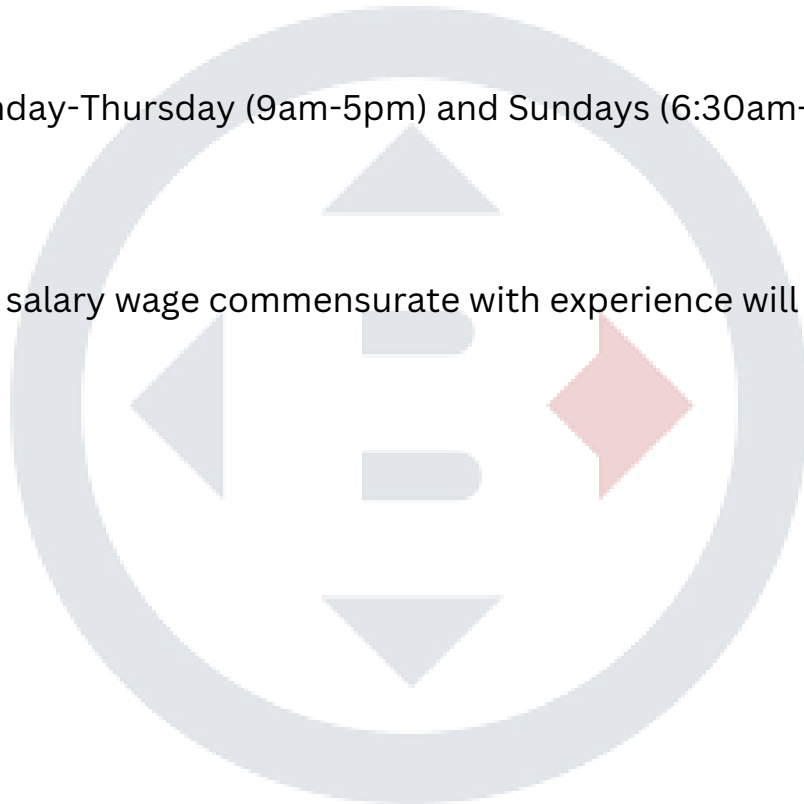 nday-Thursday (9am-5pm) and Sundays (6:30am-
salary wage commensurate with experience will